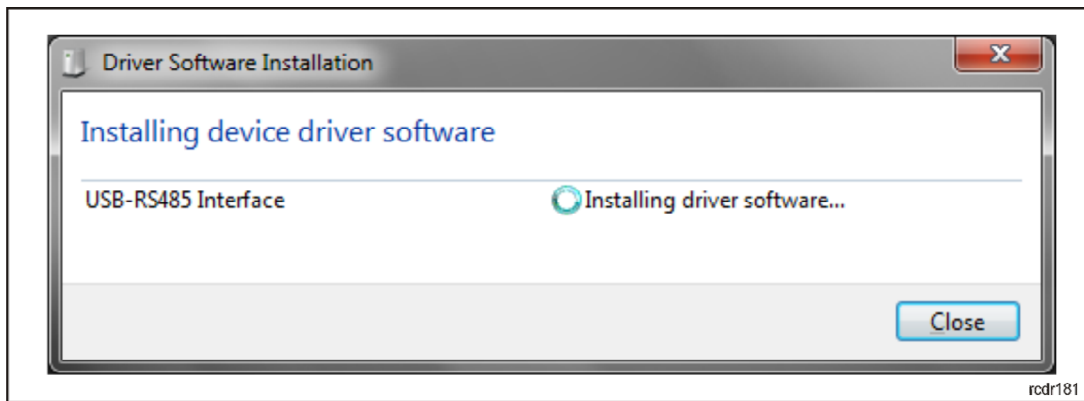 Driver Software Installation
Installing device driver software
USB-RS485 Interface Installing driver software...
Close
rcdr181